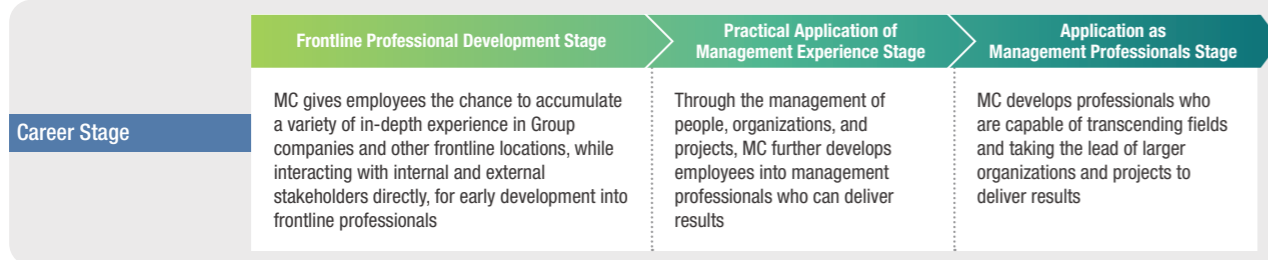 Career Stage
Frontline Professional Development Stage
MC gives employees the chance to accumulate
a variety of in-depth experience in Group
companies and other frontline locations, while
interacting with internal and external
stakeholders directly, for early development into
frontline professionals
Practical Application of
Management Experience Stage
Through the management of
people, organizations, and
projects, MC further develops
employees into management
professionals who can deliver
results
Application as
Management Professionals Stage
MC develops professionals who
are capable of transcending fields
and taking the lead of larger
organizations and projects to
deliver results